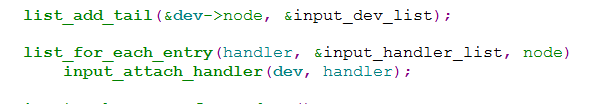 list_add_tail(&dev->node, &input_dev_list);
list_for_each_entry(handler, &input_handler_list, node)
input_attach_handler(dev, handler);